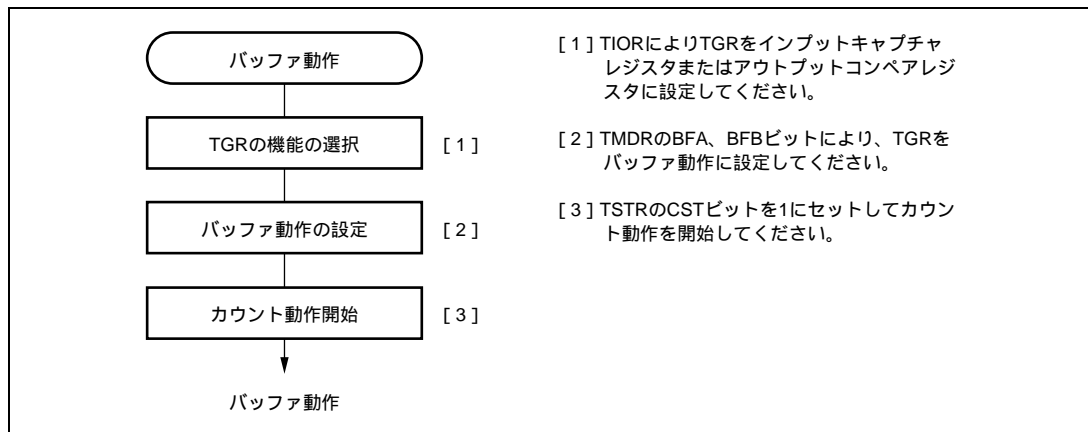 バッファ動作
TGRの機能の選択 [ 1 ]
バッファ動作の設定 [ 2 ]
カウント動作開始 [ 3 ]
バッファ動作
[ 1 ] TIORによりTGRをインプットキャプチャ
レジスタまたはアウトプットコンペアレジ
スタに設定してください。
[ 2 ] TMDRのBFA、BFBビットにより、TGRを
バッファ動作に設定してください。
[ 3 ] TSTRのCSTビットを1にセットしてカウン
ト動作を開始してください。